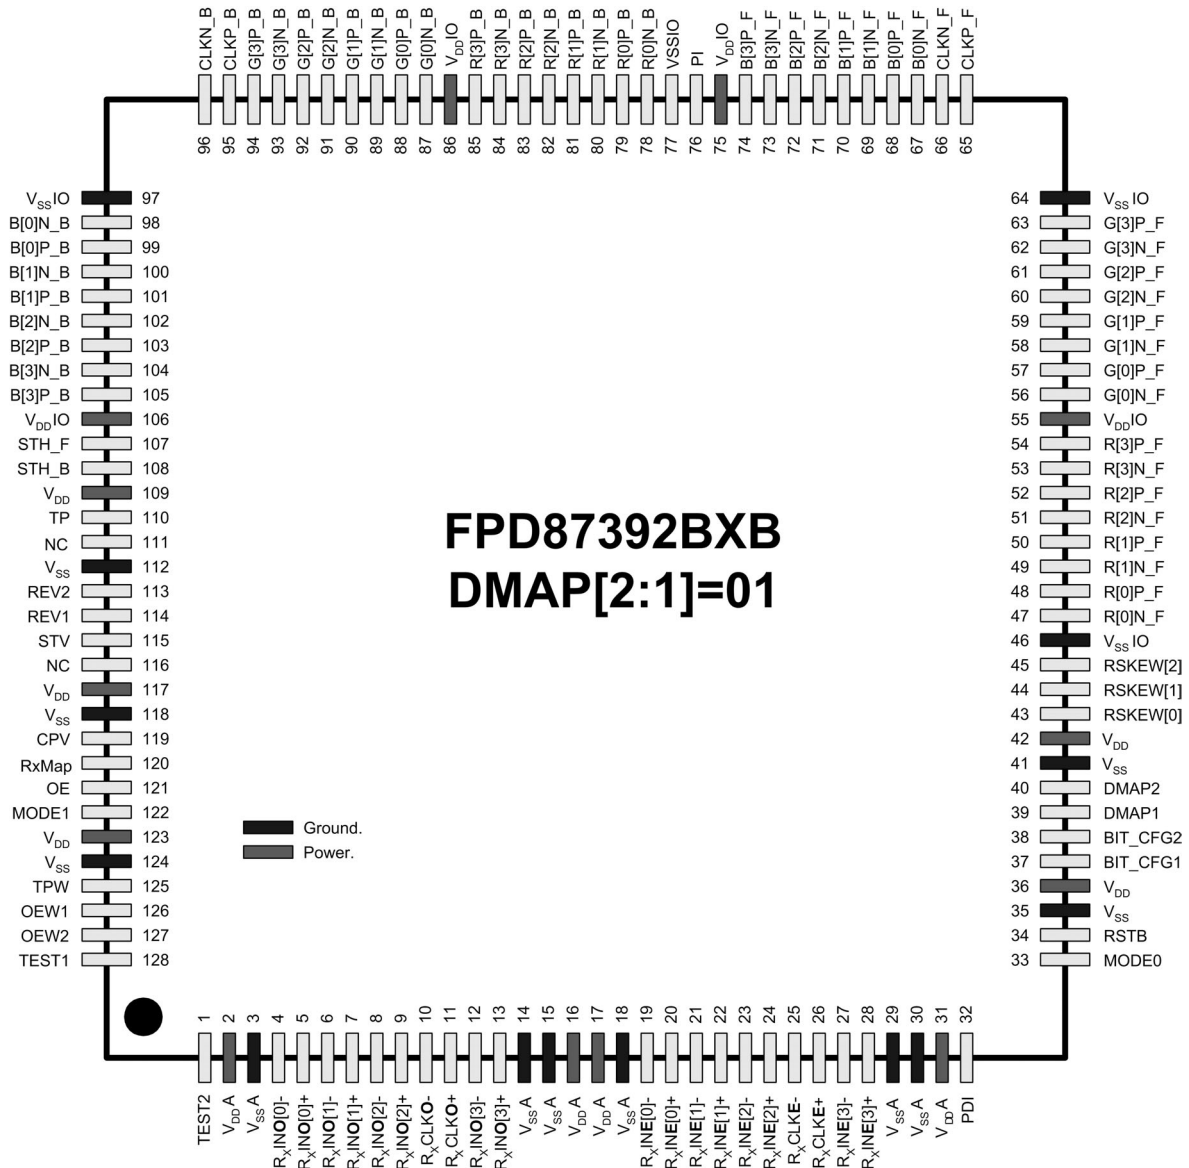 CLKN_B
CLKP_B
G[3]P_B
G[3]N_B
G[2]P_B
G[2]N_B
G[1]P_B
G[1]N_B
G[0]P_B
G[0]N_B
VDDIO
R[3]P_B
R[3]N_B
R[2]P_B
R[2]N_B
R[1]P_B
R[1]N_B
R[0]P_B
R[0]N_B
VSSIO
PI
VDDIO
B[3]P_F
B[3]N_F
B[2]P_F
B[2]N_F
B[1]P_F
B[1]N_F
B[0]P_F
B[0]N_F
CLKN_F
CLKP_F
96 95 94 93 92 91 90 89 88 87 86 85 84 83 82 81 80 79 78 77 76 75 74 73 72 71 70 69 68 67 66 65
VSSIO 97
B[0]N_B 98
B[0]P_B 99
B[1]N_B 100
B[1]P_B 101
B[2]N_B 102
B[2]P_B 103
B[3]N_B 104
B[3]P_B 105
VDDIO 106
STH_F 107
STH_B 108
VDD 109
TP 110
NC 111
VSS 112
REV2 113
REV1 114
STV 115
NC 116
VDD 117
VSS 118
CPV 119
RxMap 120
OE 121
MODE1 122
VDD 123
VSS 124
TPW 125
OEW1 126
OEW2 127
TEST1 128
FPD87392BXB
DMAP[2:1]=01
Ground.
Power.
64 VSSIO
63 G[3]P_F
62 G[3]N_F
61 G[2]P_F
60 G[2]N_F
59 G[1]P_F
58 G[1]N_F
57 G[0]P_F
56 G[0]N_F
55 VDDIO
54 R[3]P_F
53 R[3]N_F
52 R[2]P_F
51 R[2]N_F
50 R[1]P_F
49 R[1]N_F
48 R[0]P_F
47 R[0]N_F
46 VSSIO
45 RSKEW[2]
44 RSKEW[1]
43 RSKEW[0]
42 VDD
41 VSS
40 DMAP2
39 DMAP1
38 BIT_CFG2
37 BIT_CFG1
36 VDD
35 VSS
34 RSTB
33 MODE0
1 2 3 4 5 6 7 8 9 10 11 12 13 14 15 16 17 18 19 20 21 22 23 24 25 26 27 28 29 30 31 32
TEST2
VDDA
VSSA
RXINO[0]-
RXINO[0]+
RXINO[1]-
RXINO[1]+
RXINO[2]-
RXINO[2]+
RXCLKO-
RXCLKO+
RXINO[3]-
RXINO[3]+
VSSA
VSSA
VDDA
VDDA
VSSA
RXINE[0]-
RXINE[0]+
RXINE[1]-
RXINE[1]+
RXINE[2]-
RXINE[2]+
RXCLKE-
RXCLKE+
RXINE[3]-
RXINE[3]+
VSSA
VSSA
VDDA
PDI